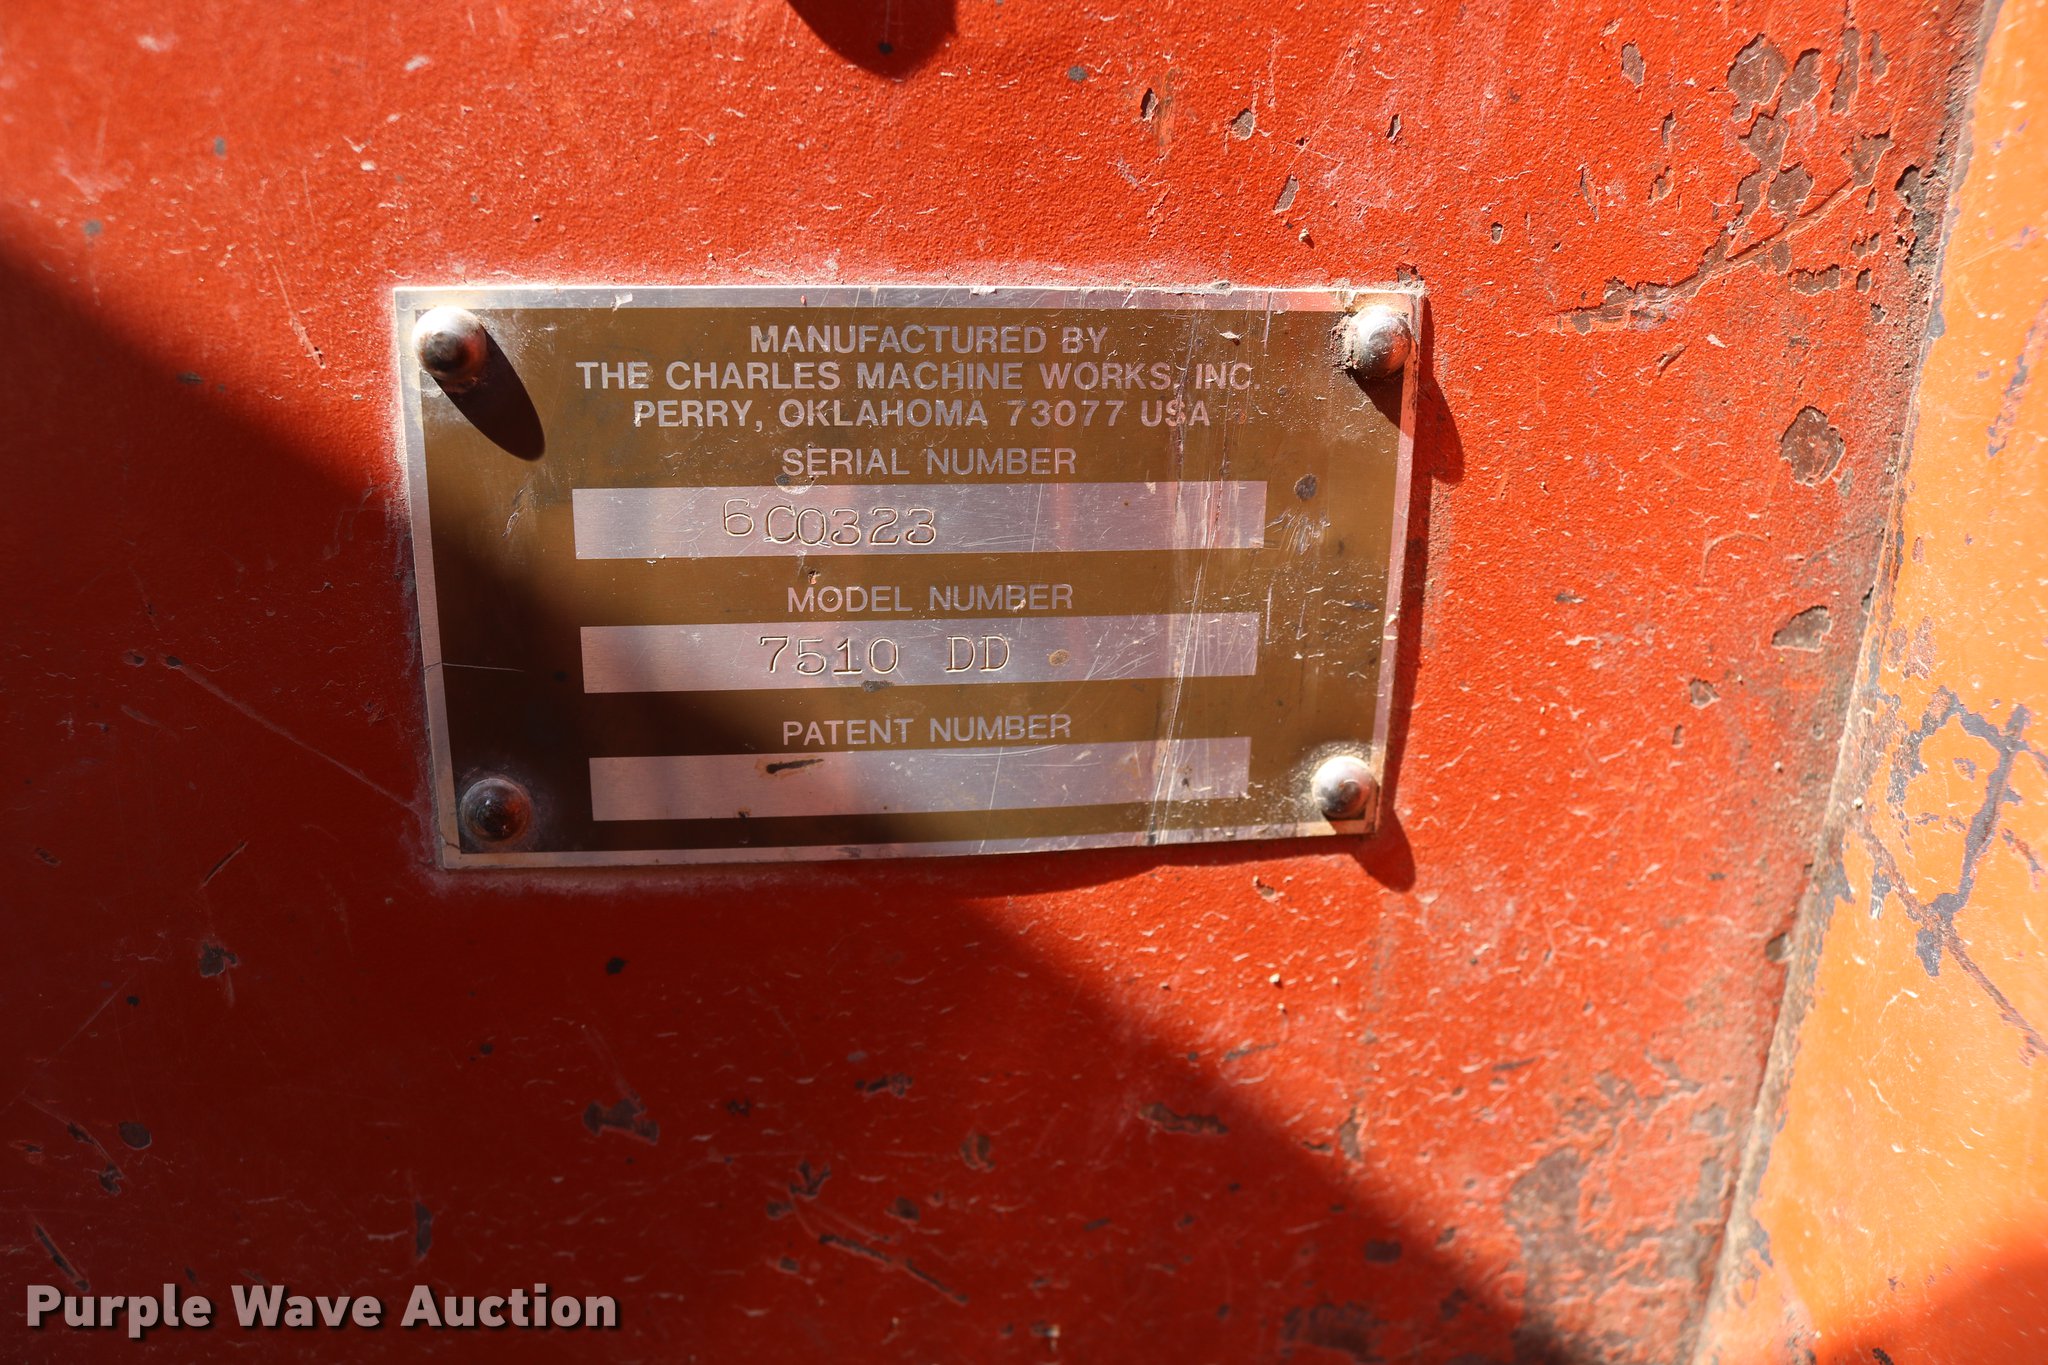 MANUFACTURED BY
THE CHARLES MACHINE WORKS, INC.
PERRY, OKLAHOMA 73077 USA
SERIAL NUMBER
6C0323
MODEL NUMBER
7510 DD
PATENT NUMBER
Purple Wave Auction